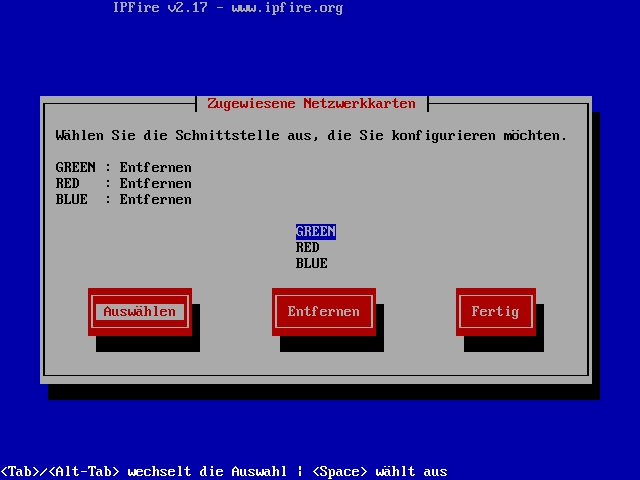 IPFire v2.17 - www.ipfire.org
Zugewiesene Netzwerkkarten
Wählen Sie die Schnittstelle aus, die Sie konfigurieren möchten.
GREEN : Entfernen
RED : Entfernen
BLUE : Entfernen
GREEN
RED
BLUE
Auswählen Entfernen Fertig
<Tab>/<Alt-Tab> wechselt die Auswahl | <Space> wählt aus